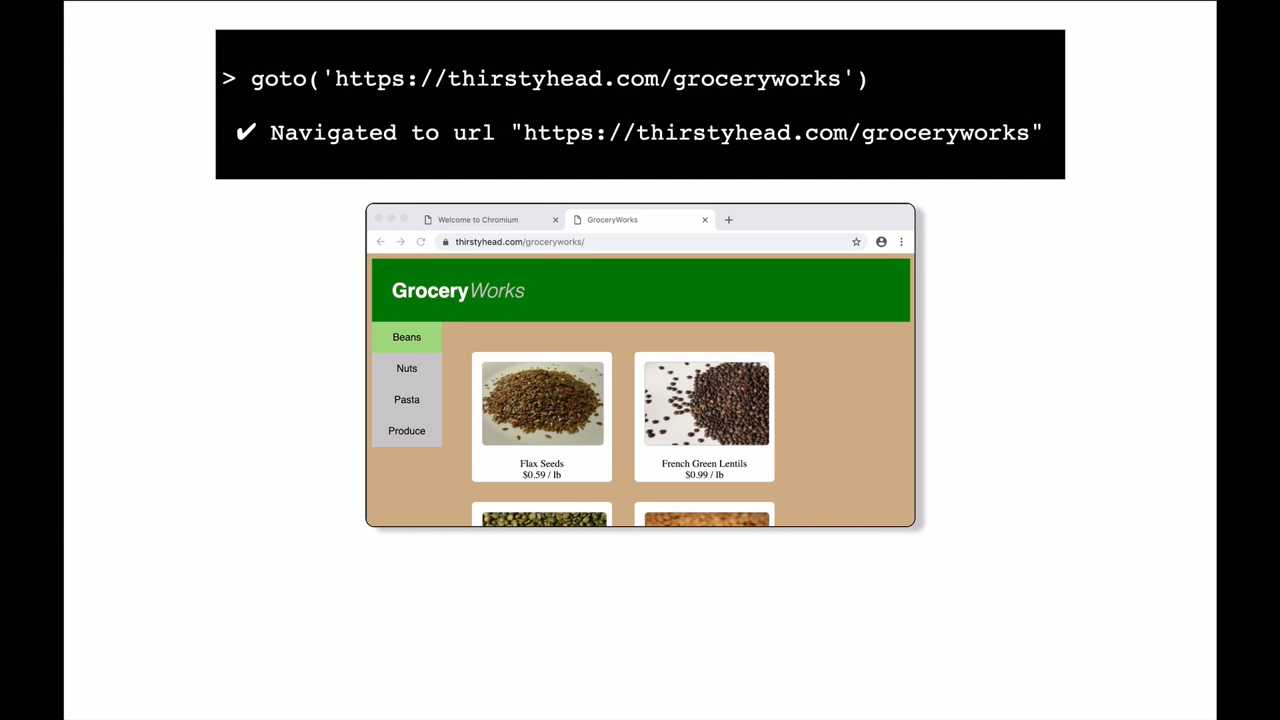 > goto('https://thirstyhead.com/groceryworks')
✔ Navigated to url "https://thirstyhead.com/groceryworks"
Welcome to Chromium
GroceryWorks
thirstyhead.com/groceryworks/
GroceryWorks
Beans
Nuts
Pasta
Produce
Flax Seeds
$0.59 / lb
French Green Lentils
$0.99 / lb